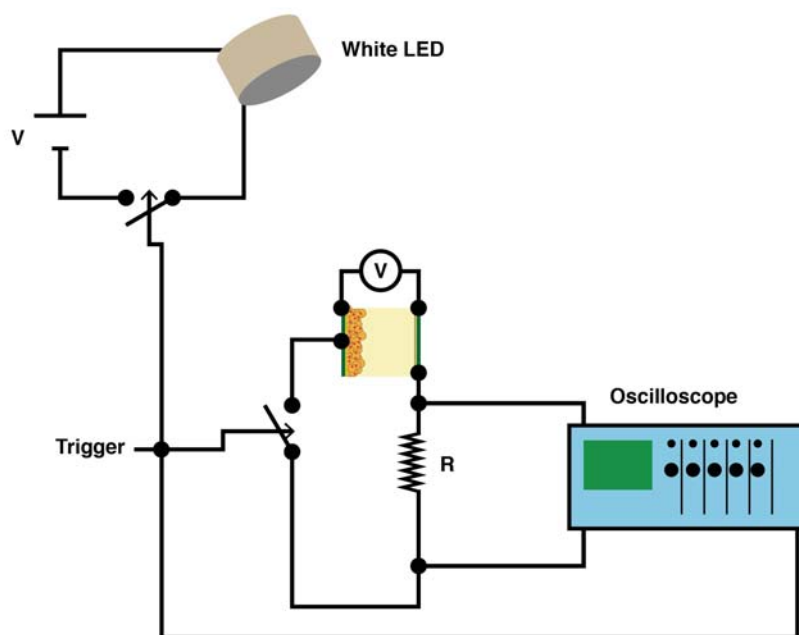 White LED
V
V
Oscilloscope
Trigger
R